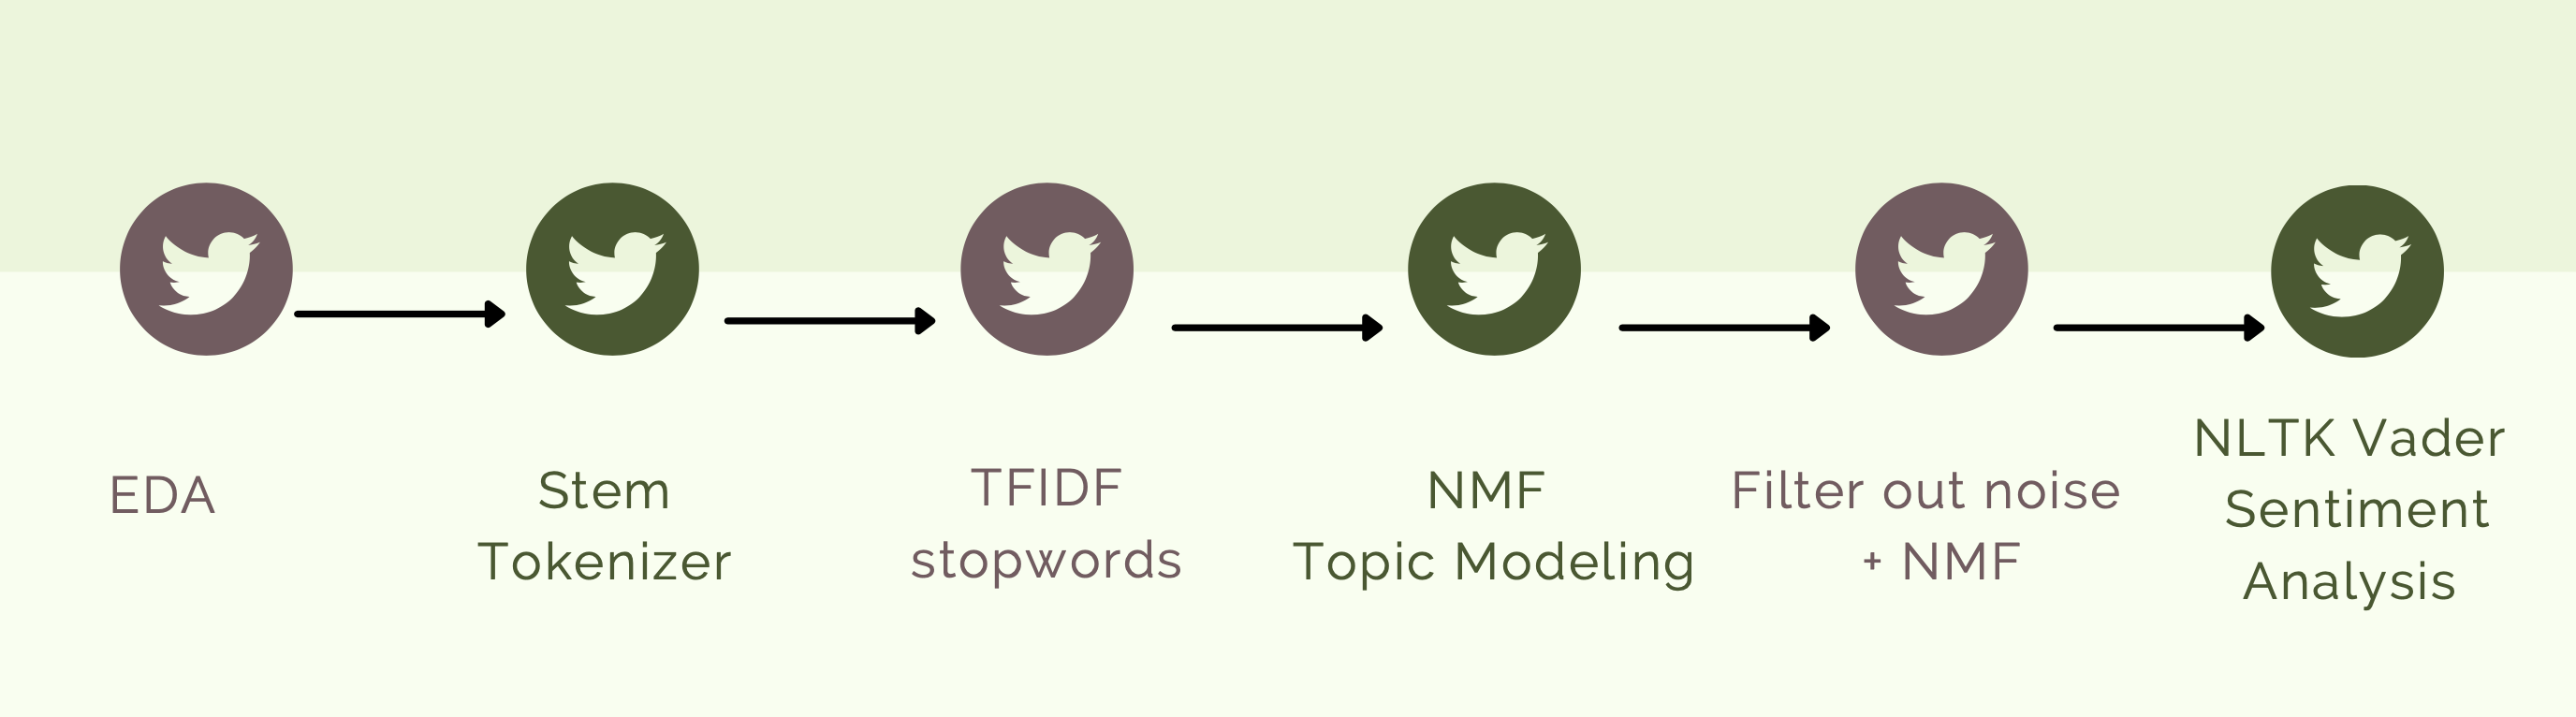 EDA
Stem
Tokenizer
TFIDF
stopwords
NMF
Topic Modeling
Filter out noise
+ NMF
NLTK Vader
Sentiment
Analysis